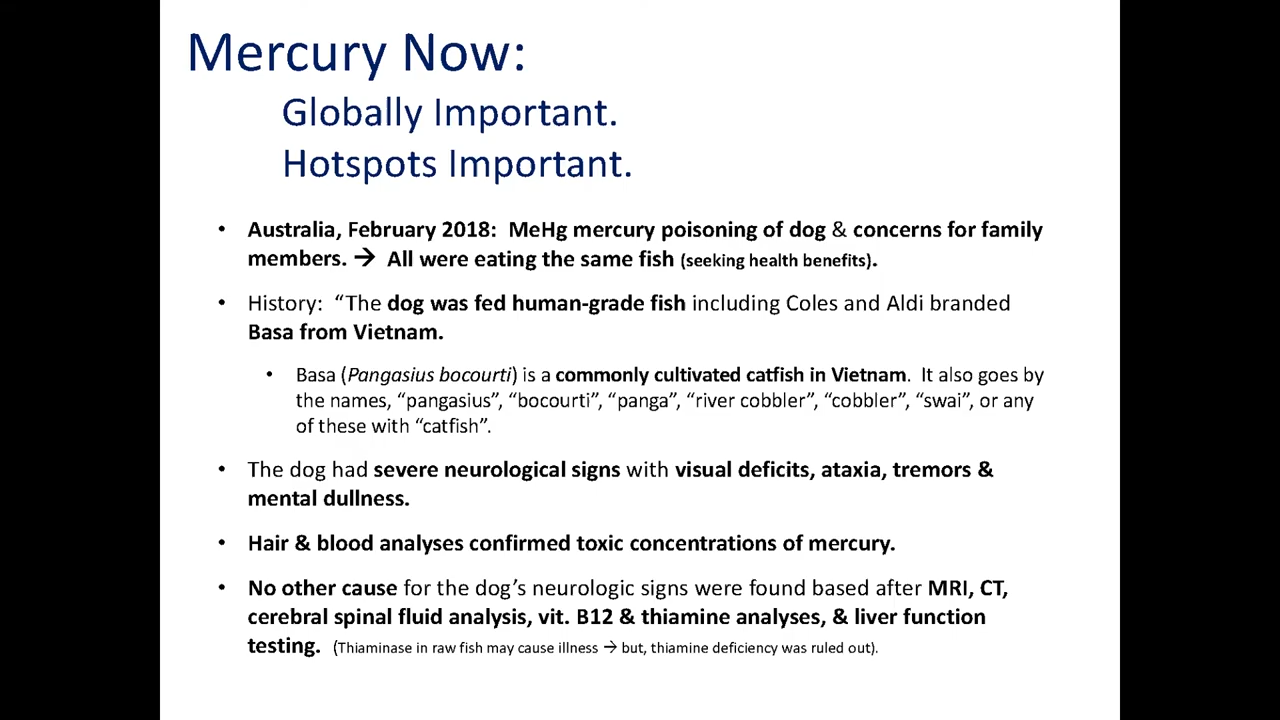 Mercury Now:
Globally Important.
Hotspots Important.
• Australia, February 2018: MeHg mercury poisoning of dog & concerns for family
members. → All were eating the same fish (seeking health benefits).
• History: “The dog was fed human-grade fish including Coles and Aldi branded
Basa from Vietnam.
• Basa (Pangasius bocourti) is a commonly cultivated catfish in Vietnam. It also goes by
the names, “pangasius”, “bocourti”, “panga”, “river cobbler”, “cobbler”, “swai”, or any
of these with “catfish”.
• The dog had severe neurological signs with visual deficits, ataxia, tremors &
mental dullness.
• Hair & blood analyses confirmed toxic concentrations of mercury.
• No other cause for the dog’s neurologic signs were found based after MRI, CT,
cerebral spinal fluid analysis, vit. B12 & thiamine analyses, & liver function
testing. (Thiaminase in raw fish may cause illness → but, thiamine deficiency was ruled out).